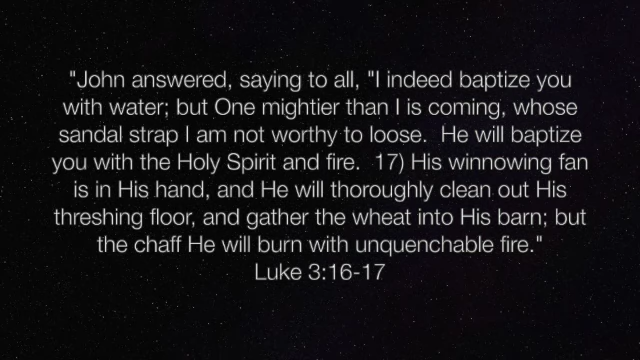 "John answered, saying to all, "I indeed baptize you
with water; but One mightier than I is coming, whose
sandal strap I am not worthy to loose.  He will baptize
you with the Holy Spirit and fire.  17) His winnowing fan
is in His hand, and He will thoroughly clean out His
threshing floor, and gather the wheat into His barn; but
the chaff He will burn with unquenchable fire."
Luke 3:16-17